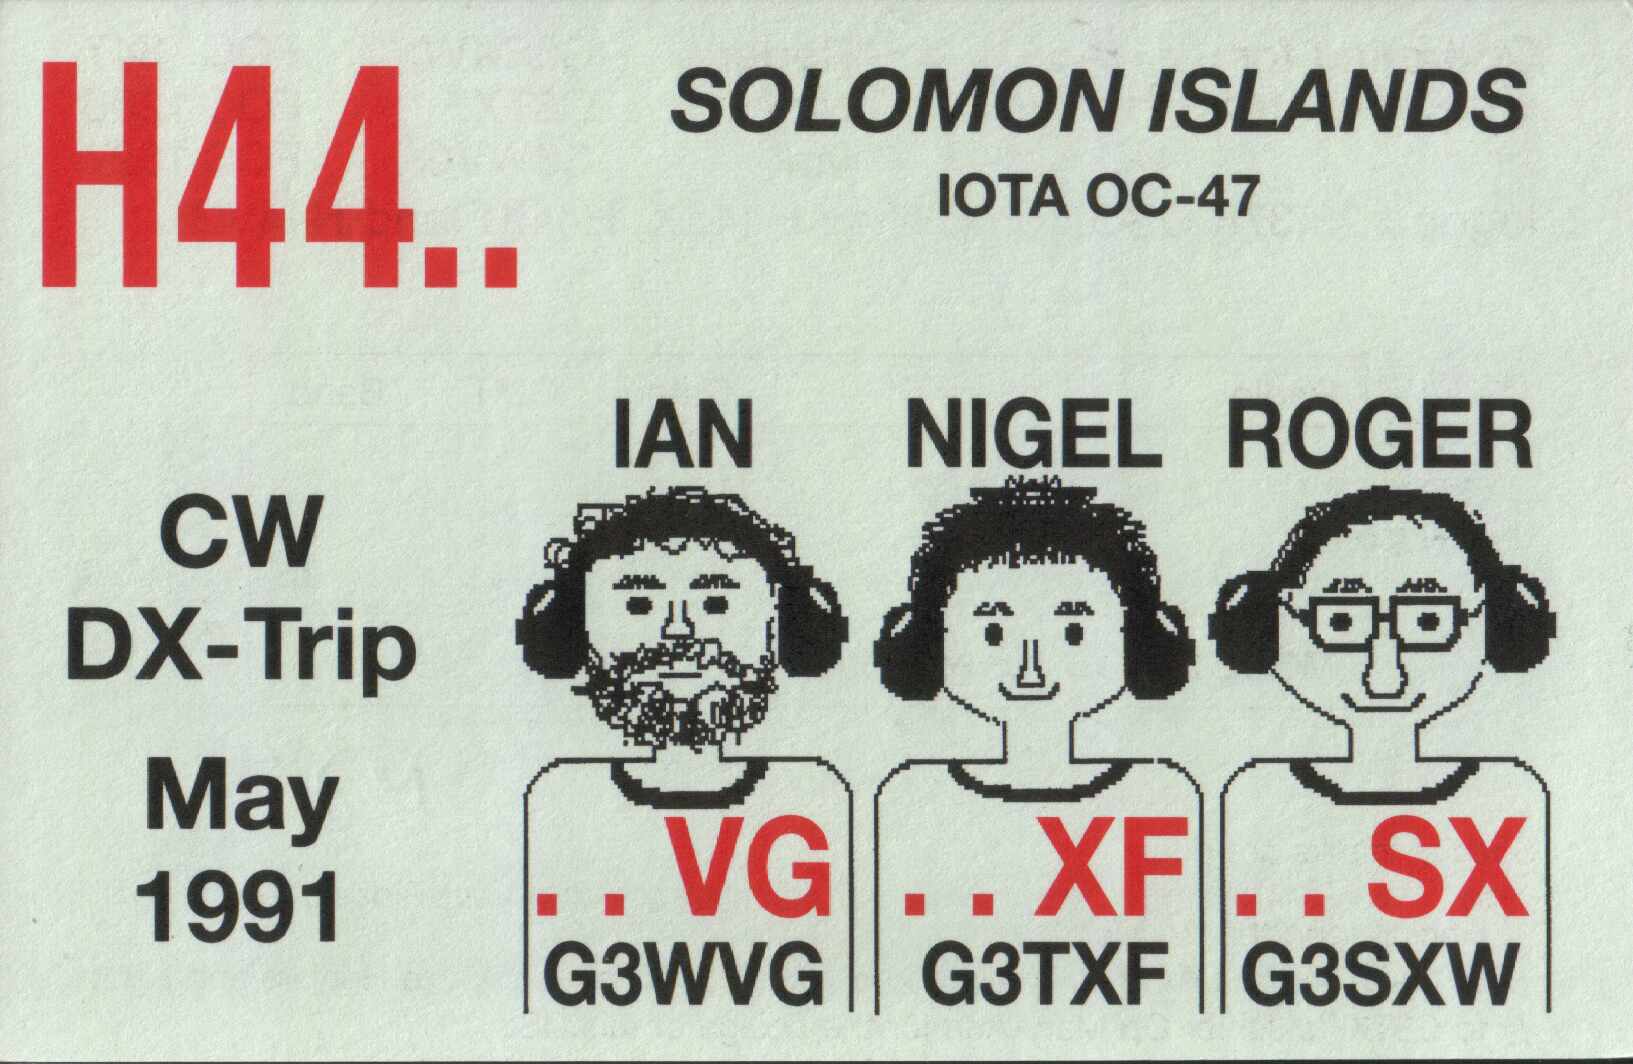 H44..
SOLOMON ISLANDS
IOTA OC-47
CW
DX-Trip
May
1991
IAN NIGEL ROGER
. . VG . . XF . . SX
G3WVG G3TXF G3SXW